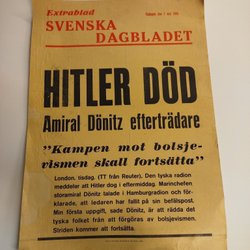 Extrablad
SVENSKA
DAGBLADET
HITLER DÖD
Amiral Dönitz efterträdare
"Kampen mot bolsje-
vismen skall fortsätta"
London, tisdag. (TT från Reuter). Den tyska radion
meddeler att Hitler dog i eftermiddag. Marinchefen
storamiral Dönitz talade i Hamburgradion och för-
klarade, att ledaren har fallit på sin befälspost.
Min första uppgift, sade Dönitz, är att rädda det
tyska folket från att förgöras av bolsjevismen.
Striden kommer att fortsätta.